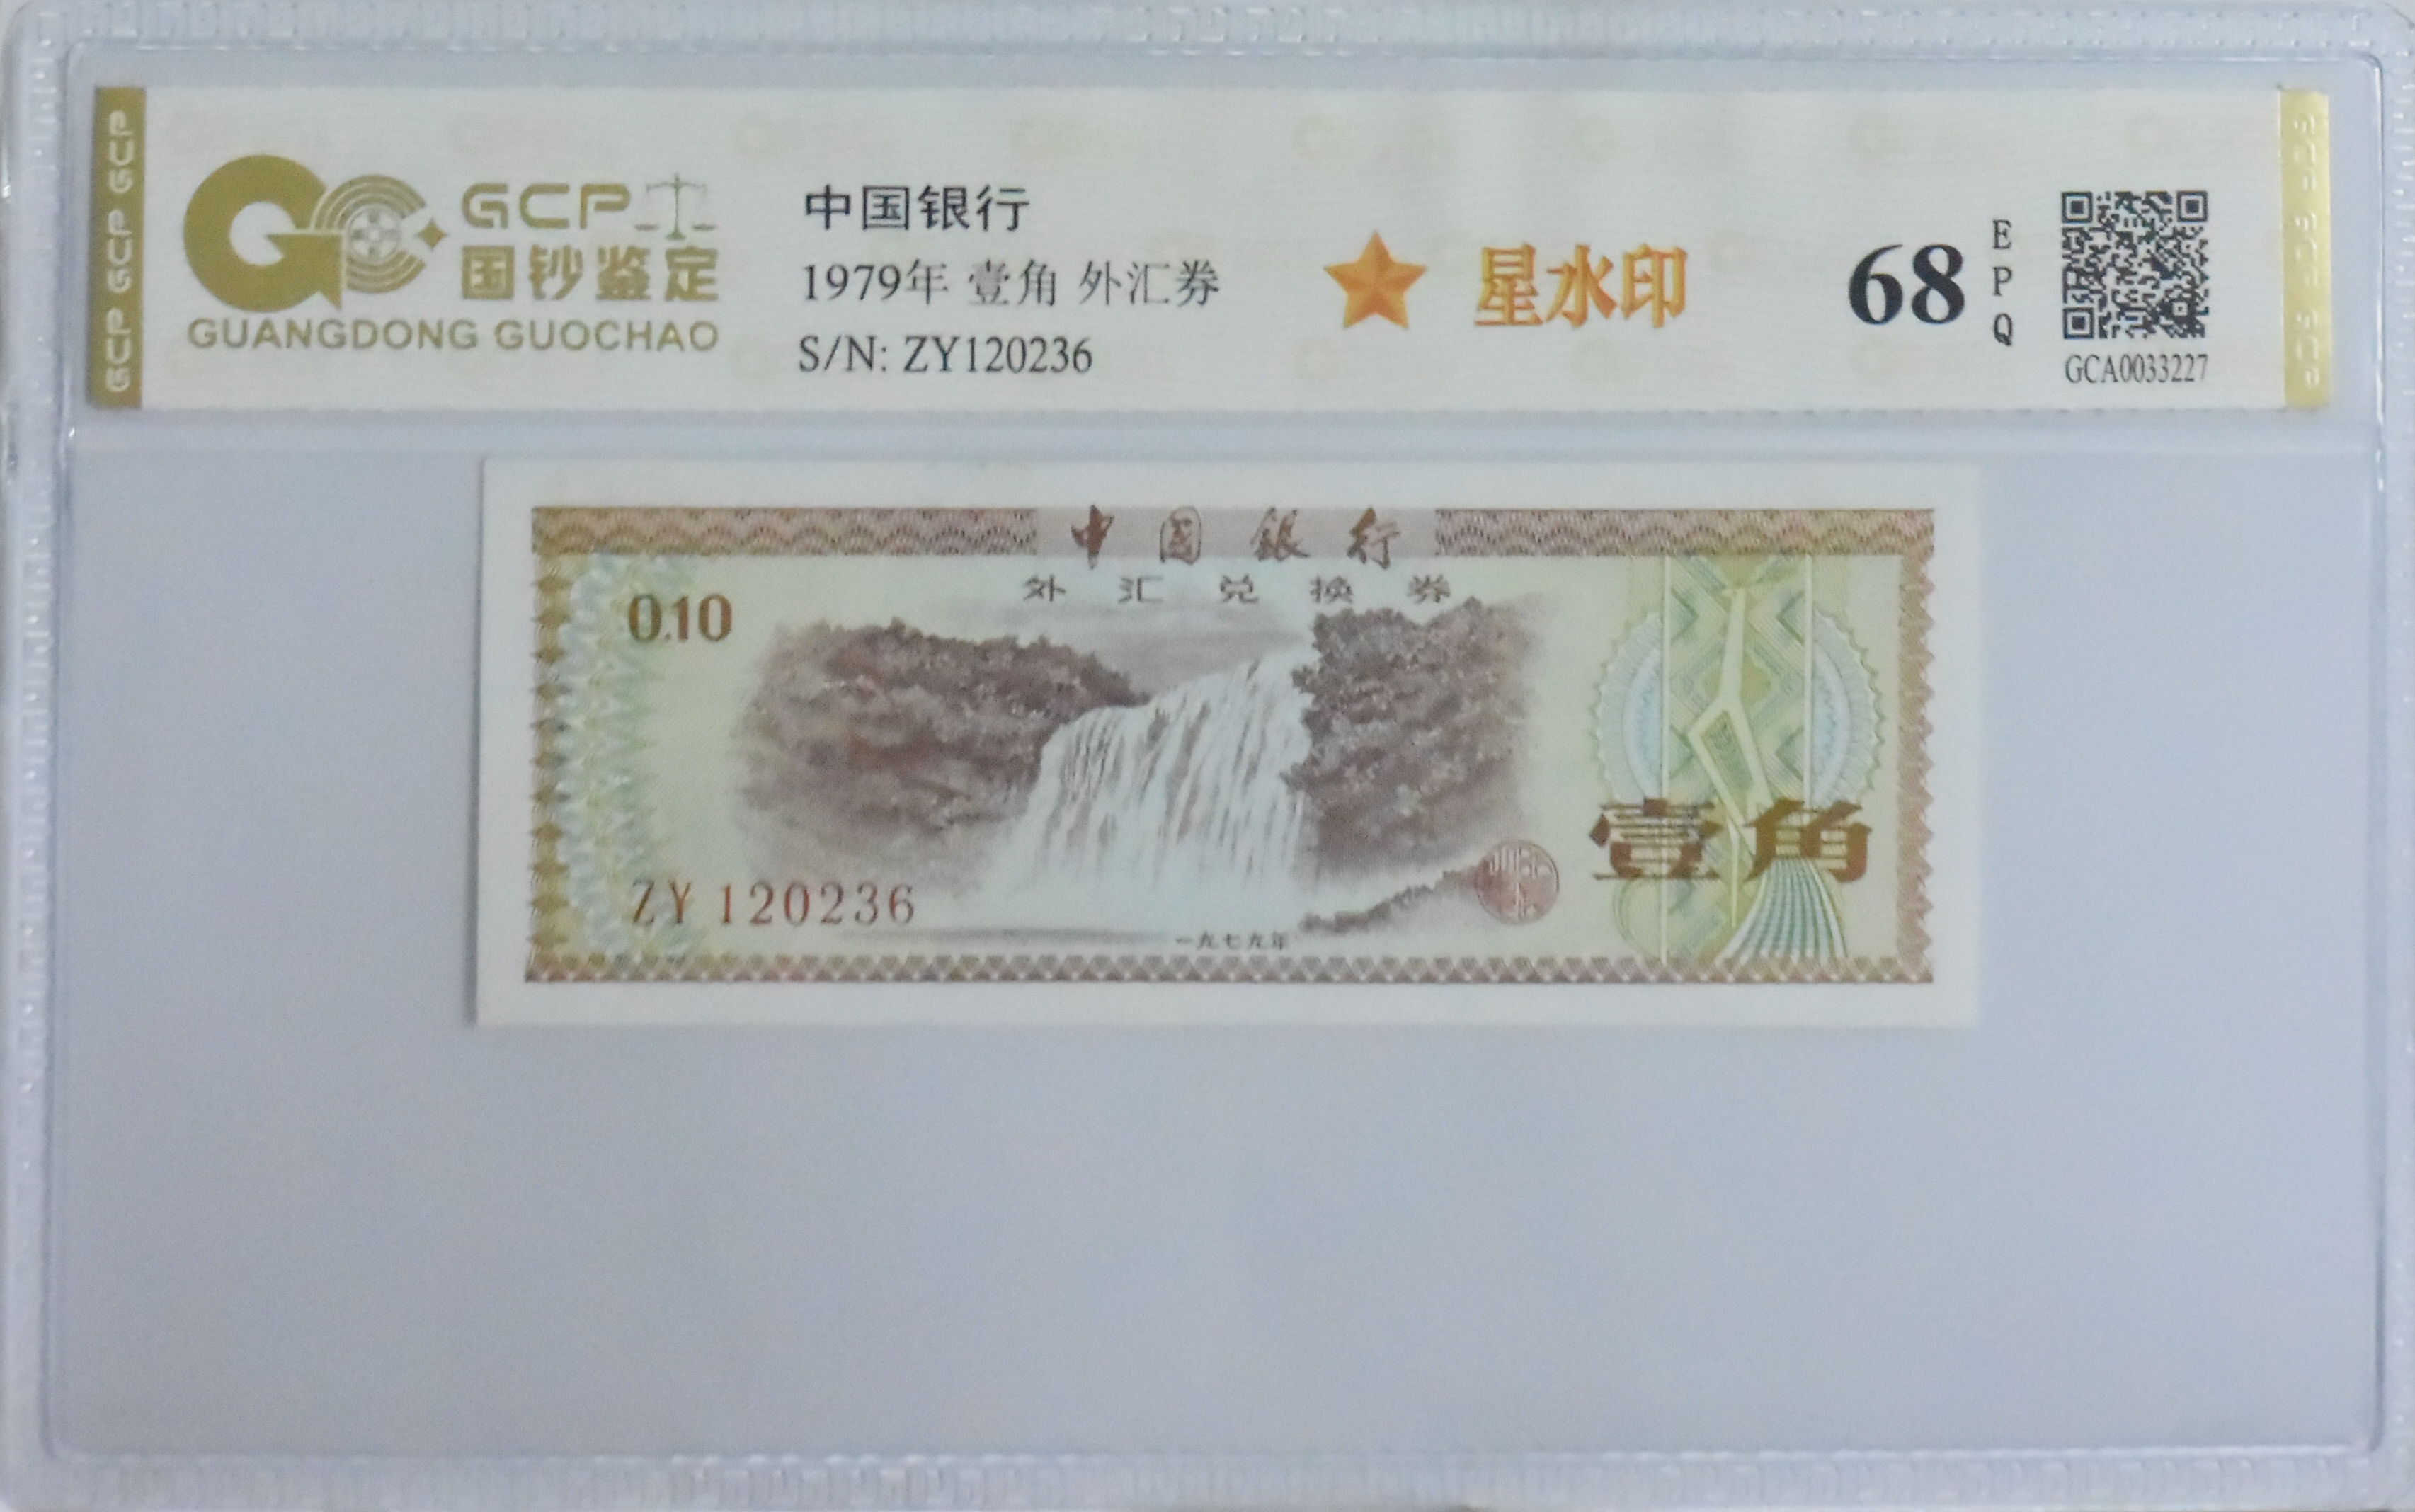 GCP GCP GCP
GCP
国钞鉴定
GUANGDONG GUOCHAO
中国银行
1979年 壹角 外汇券
S/N: ZY120236
星水印
68
EPQ
GCA0033227
中国銀行
外汇兑换券
0.10
壹角
ZY 120236
一九七九年